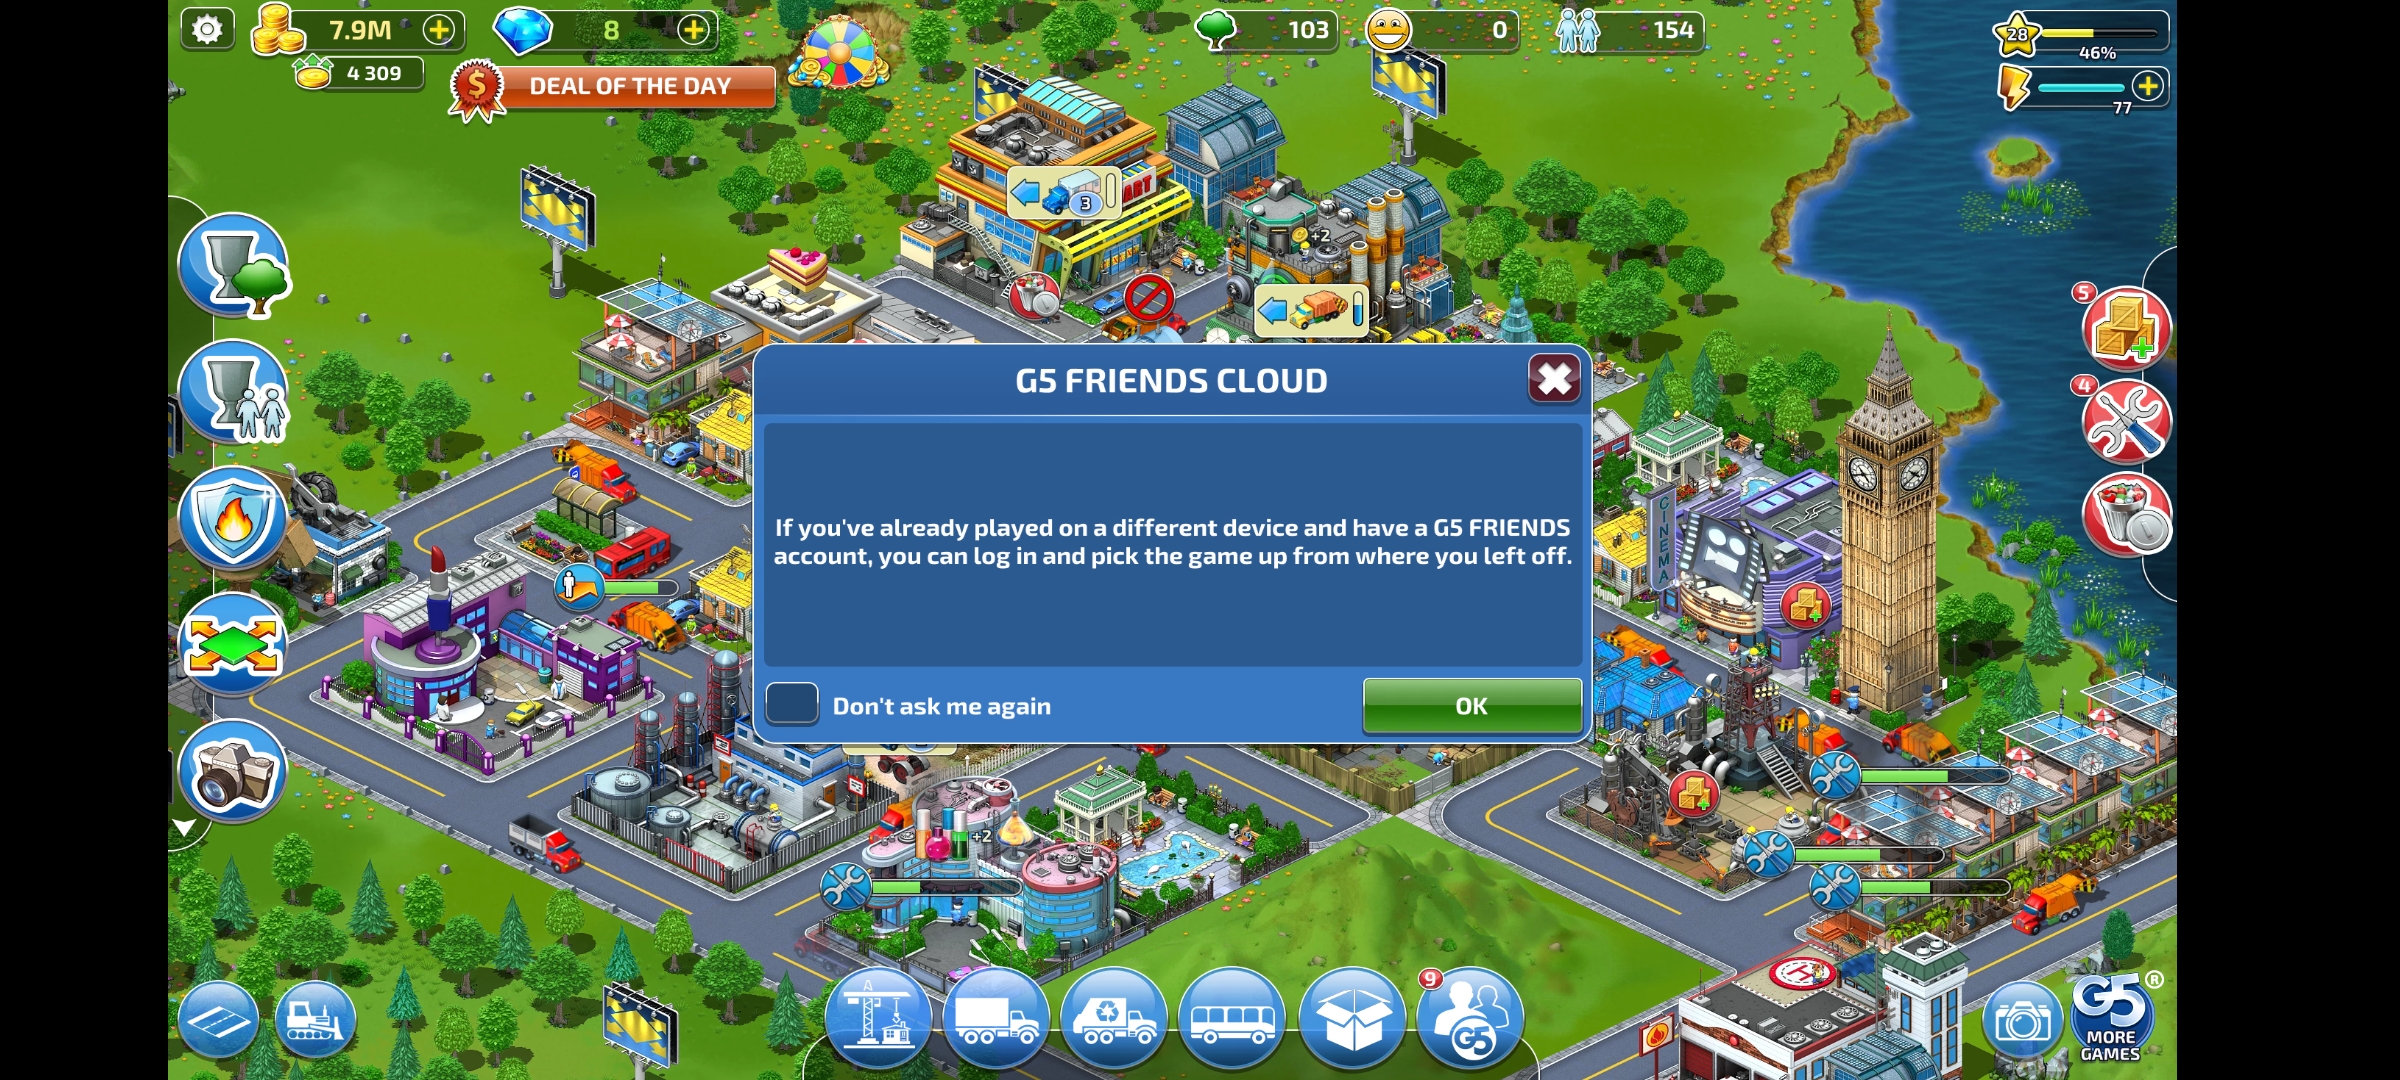 7.9M
8
103
0
154
28
46%
4 309
DEAL OF THE DAY
77
3
ART
+2
5
4
G5 FRIENDS CLOUD
If you've already played on a different device and have a G5 FRIENDS
account, you can log in and pick the game up from where you left off.
Don't ask me again
OK
CINEMA
+2
9
A
G5
G5®
MORE
GAMES
H